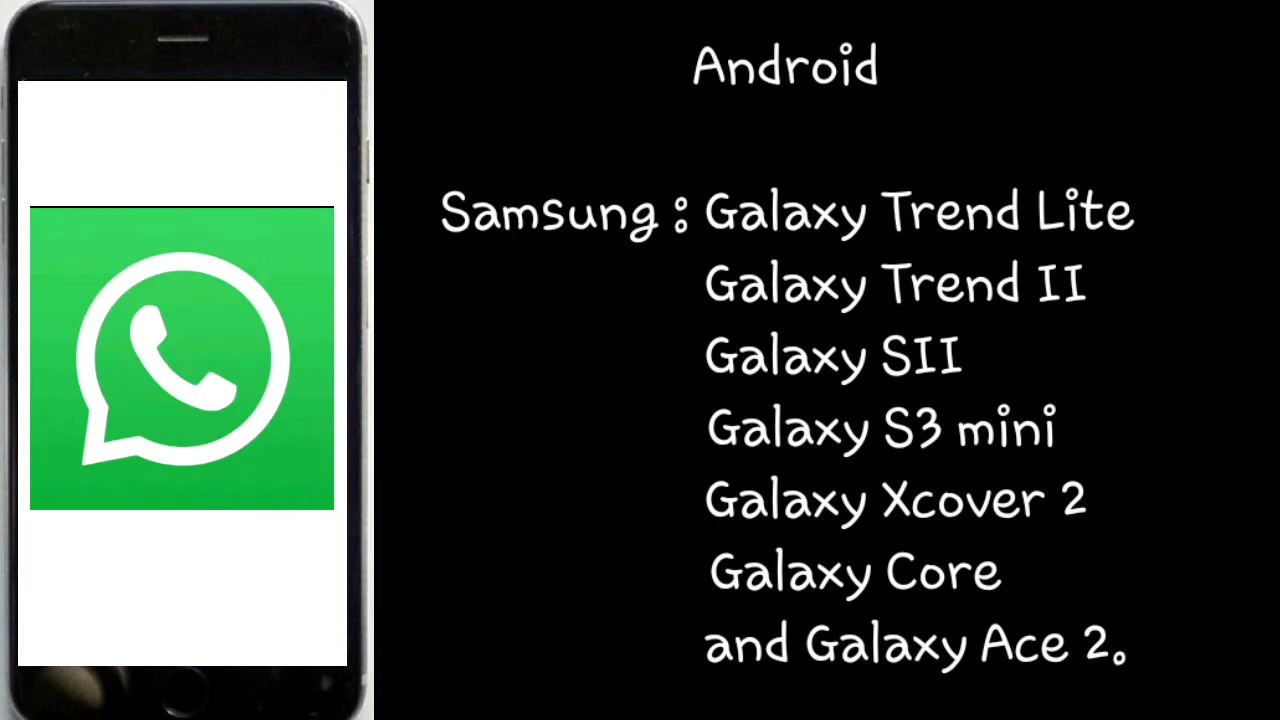 Android
Samsung : Galaxy Trend Lite
Galaxy Trend II
Galaxy SII
Galaxy S3 mini
Galaxy Xcover 2
Galaxy Core
and Galaxy Ace 2.